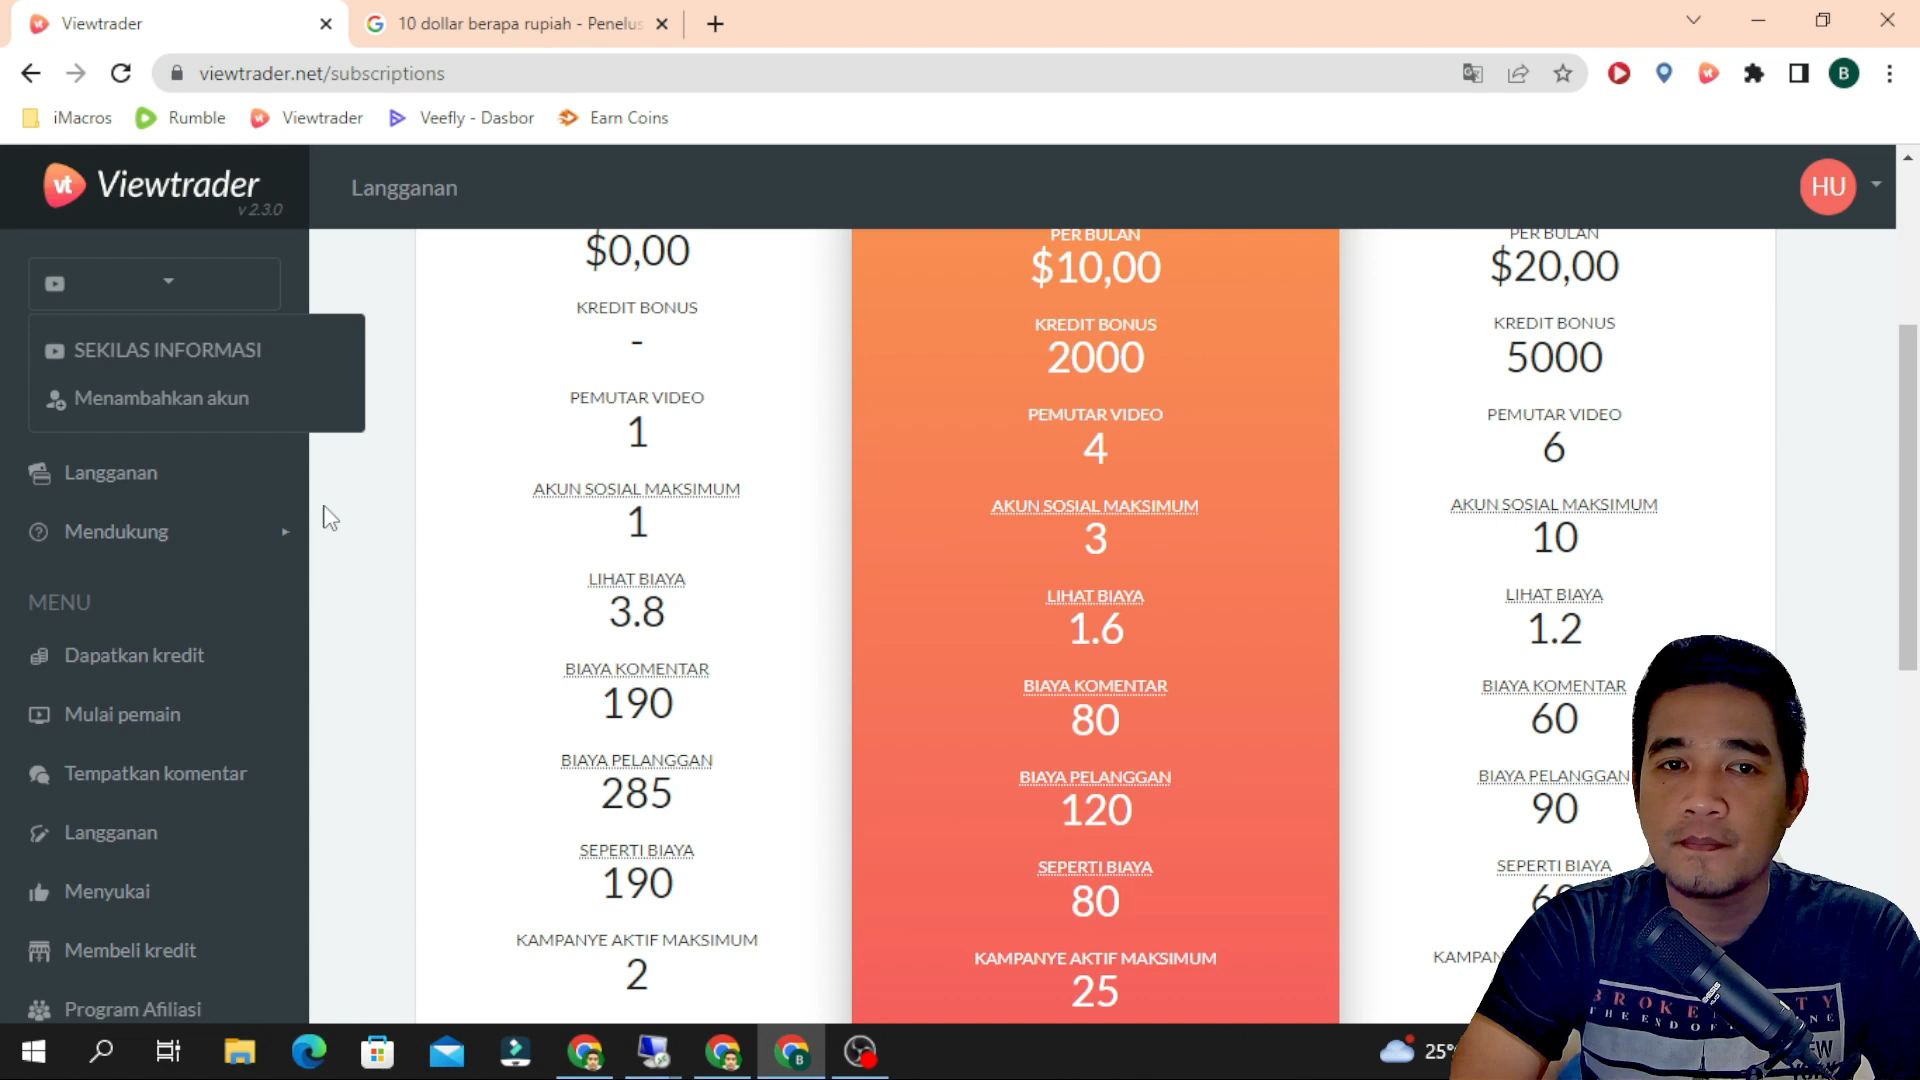 Viewtrader
10 dollar berapa rupiah - Penelus
viewtrader.net/subscriptions
B
iMacros
Rumble
Viewtrader
Veefly - Dasbor
Earn Coins
vt Viewtrader
v 2.3.0
Langganan
HU
SEKILAS INFORMASI
Menambahkan akun
Langganan
Mendukung
MENU
Dapatkan kredit
Mulai pemain
Tempatkan komentar
Langganan
Menyukai
Membeli kredit
Program Afiliasi
$0,00
KREDIT BONUS
-
PEMUTAR VIDEO
1
AKUN SOSIAL MAKSIMUM
1
LIHAT BIAYA
3.8
BIAYA KOMENTAR
190
BIAYA PELANGGAN
285
SEPERTI BIAYA
190
KAMPANYE AKTIF MAKSIMUM
2
PER BULAN
$10,00
KREDIT BONUS
2000
PEMUTAR VIDEO
4
AKUN SOSIAL MAKSIMUM
3
LIHAT BIAYA
1.6
BIAYA KOMENTAR
80
BIAYA PELANGGAN
120
SEPERTI BIAYA
80
KAMPANYE AKTIF MAKSIMUM
25
PER BULAN
$20,00
KREDIT BONUS
5000
PEMUTAR VIDEO
6
AKUN SOSIAL MAKSIMUM
10
LIHAT BIAYA
1.2
BIAYA KOMENTAR
60
BIAYA PELANGGAN
90
SEPERTI BIAYA
KAMPAN
25°
THE END OF